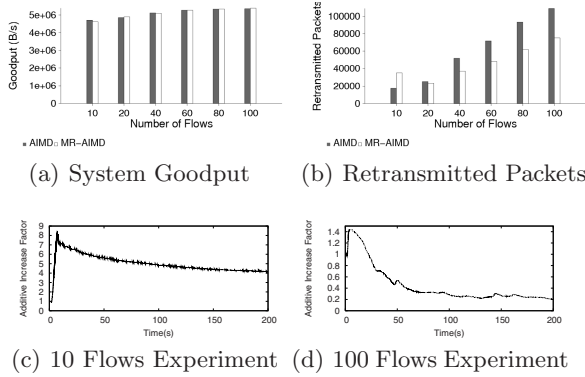 5e+06
4e+06
3e+06
2e+06
1e+06
0
Goodput (B/s)
10 20 40 60 80 100
Number of Flows
AIMD MR-AIMD
(a) System Goodput
100000
80000
60000
40000
20000
0
Retransmitted Packets
10 20 40 60 80 100
Number of Flows
AIMD MR-AIMD
(b) Retransmitted Packets
9
8
7
6
5
4
3
2
1
0
Additive Increase Factor
0 50 100 150 200
Time(s)
(c) 10 Flows Experiment
1.4
1.2
1
0.8
0.6
0.4
0.2
0
Additive Increase Factor
0 50 100 150 200
Time(s)
(d) 100 Flows Experiment